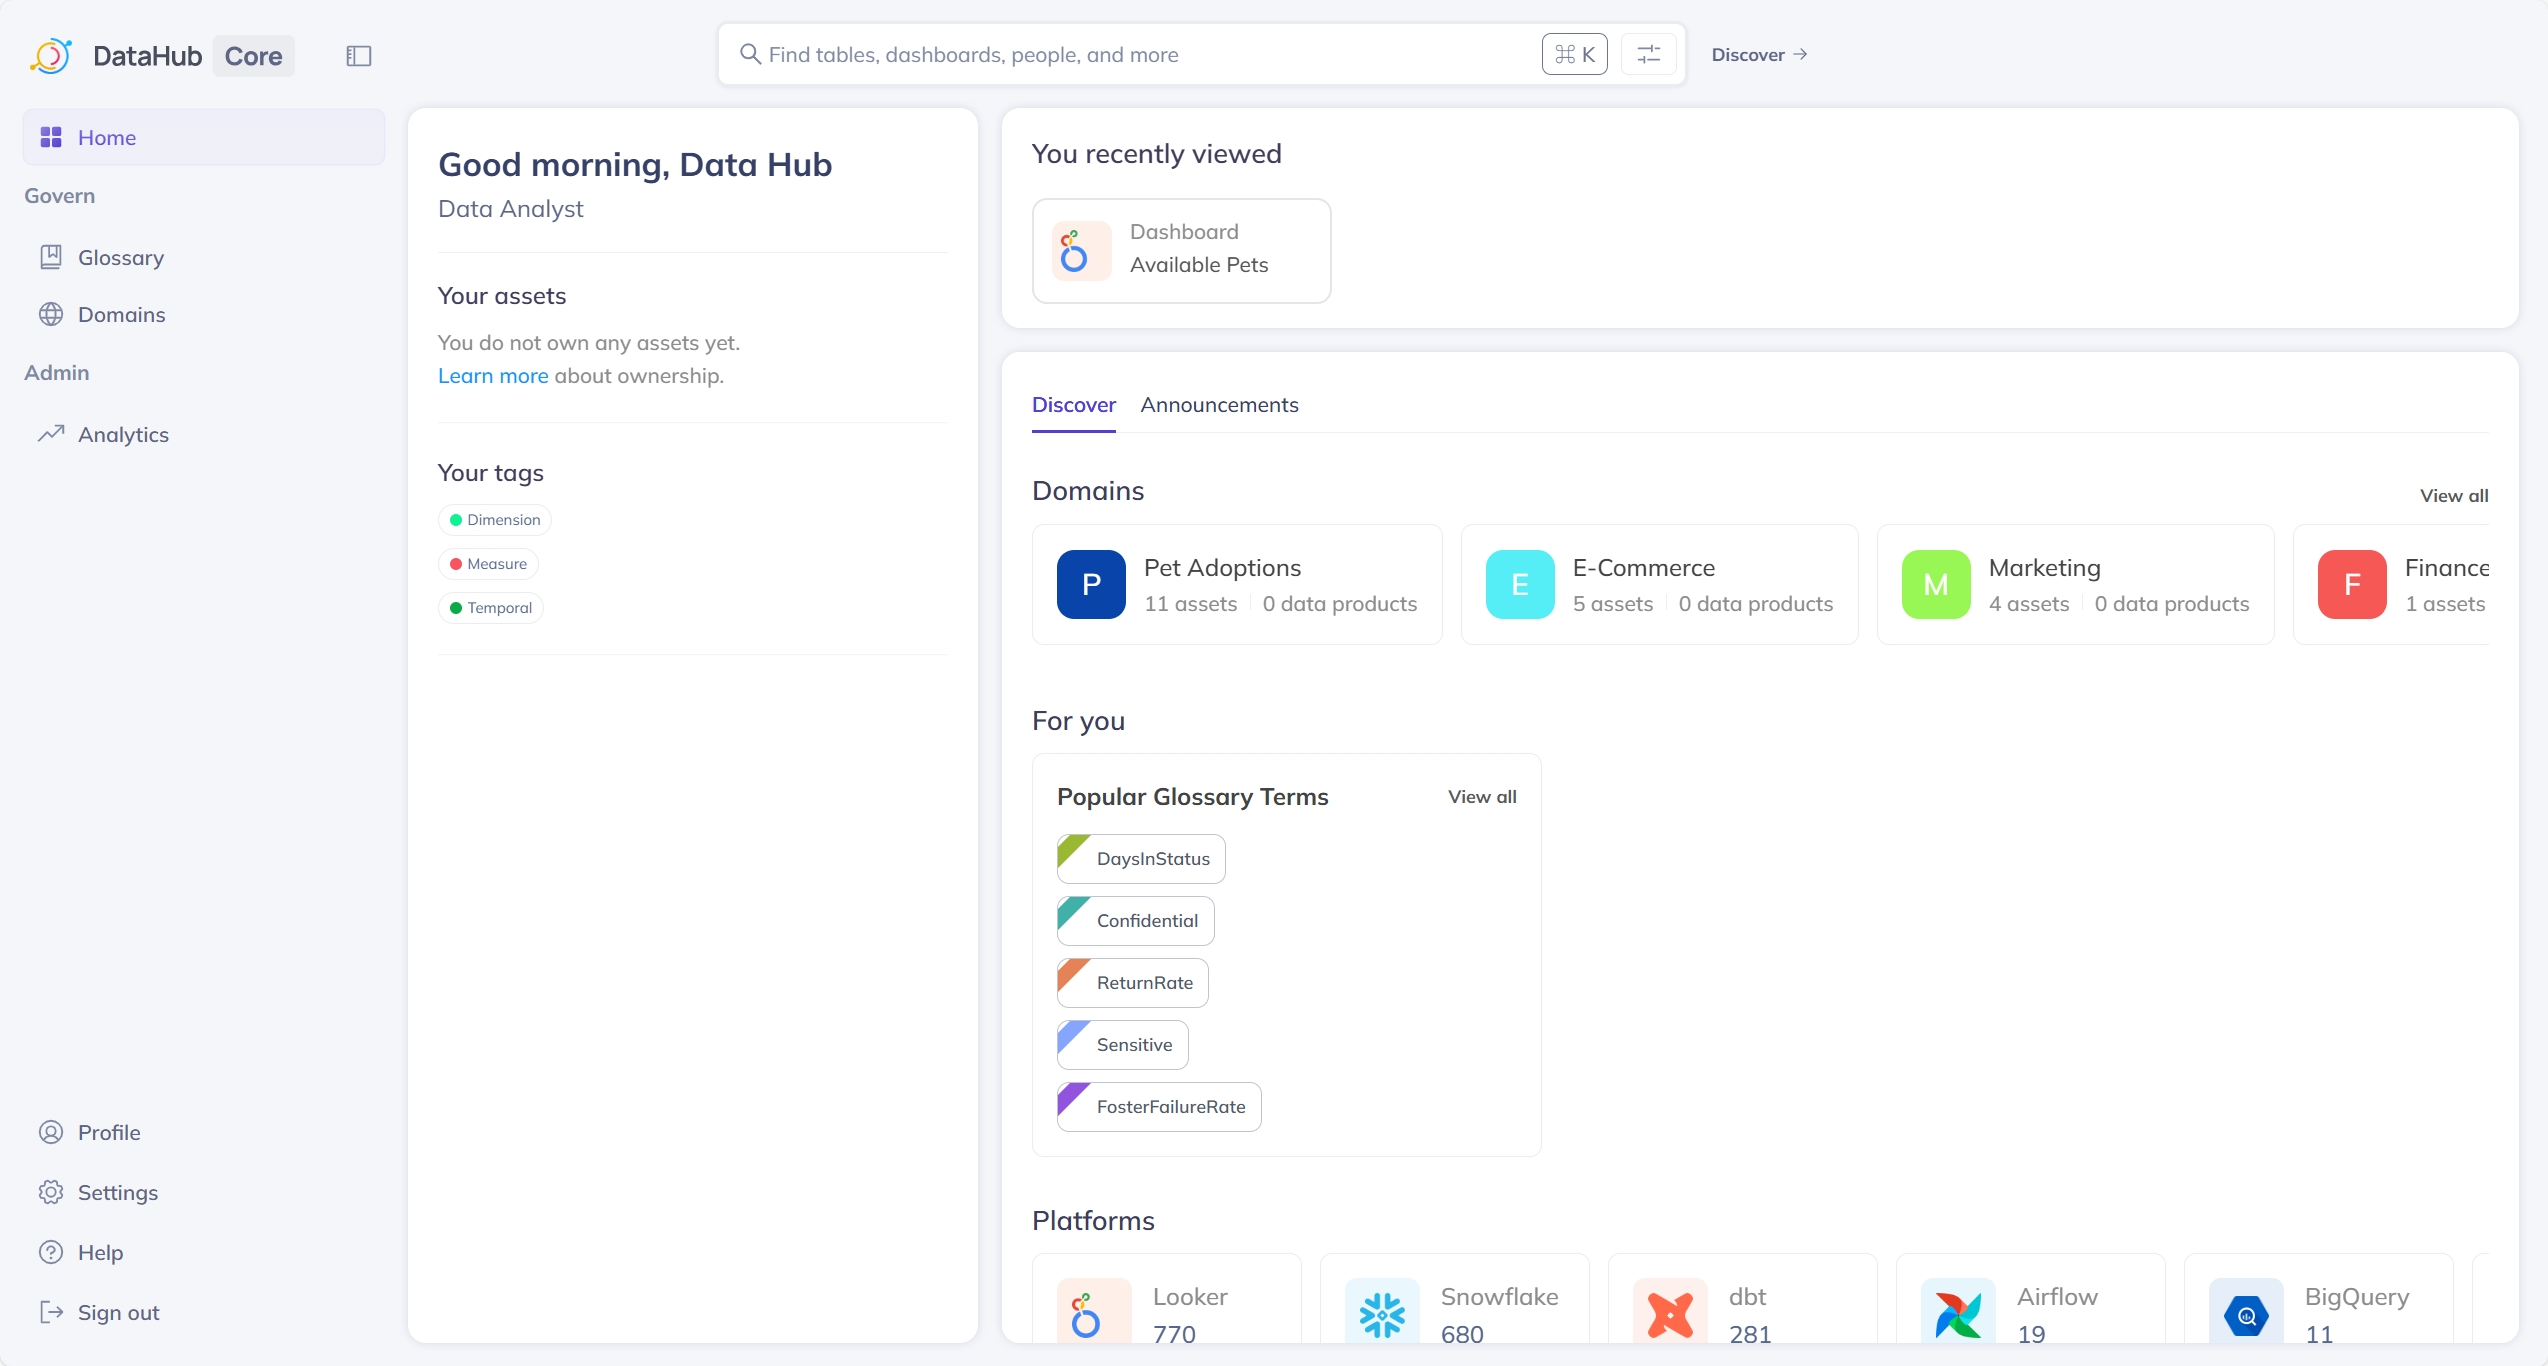 DataHub Core
Find tables, dashboards, people, and more
⌘ K
Discover →
Home
Govern
Glossary
Domains
Admin
Analytics
Profile
Settings
Help
Sign out
Good morning, Data Hub
Data Analyst
Your assets
You do not own any assets yet.
Learn more about ownership.
Your tags
Dimension
Measure
Temporal
You recently viewed
Dashboard
Available Pets
Discover Announcements
Domains
View all
P
Pet Adoptions
11 assets 0 data products
E
E-Commerce
5 assets 0 data products
M
Marketing
4 assets 0 data products
F
Finance
1 assets
For you
Popular Glossary Terms
View all
DaysInStatus
Confidential
ReturnRate
Sensitive
FosterFailureRate
Platforms
Looker
770
Snowflake
680
dbt
281
Airflow
19
BigQuery
11